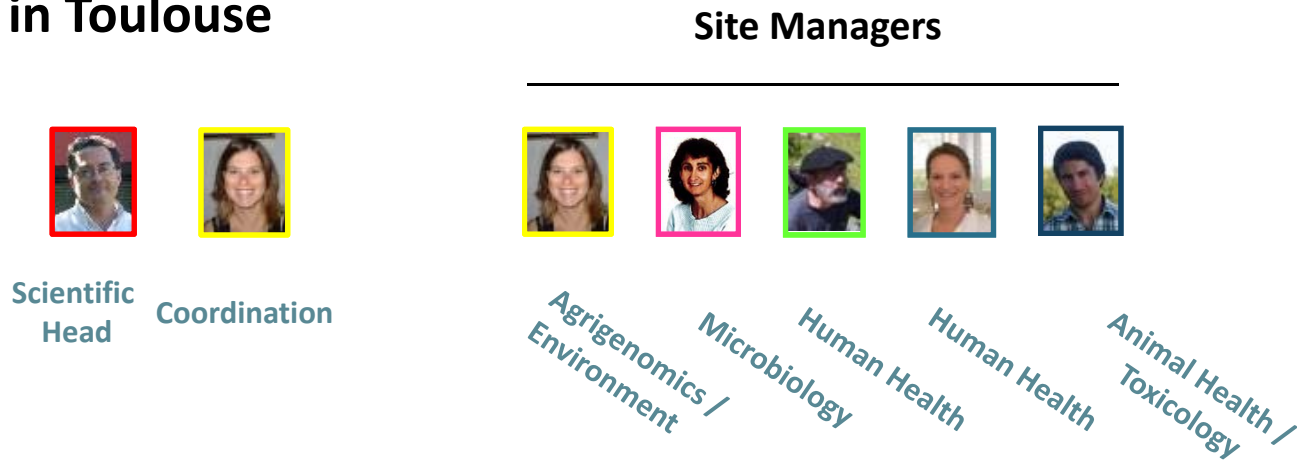 in Toulouse
Site Managers
Scientific
Head
Coordination
Agrigenomics /
Environment
Microbiology
Human Health
Human Health
Animal Health /
Toxicology